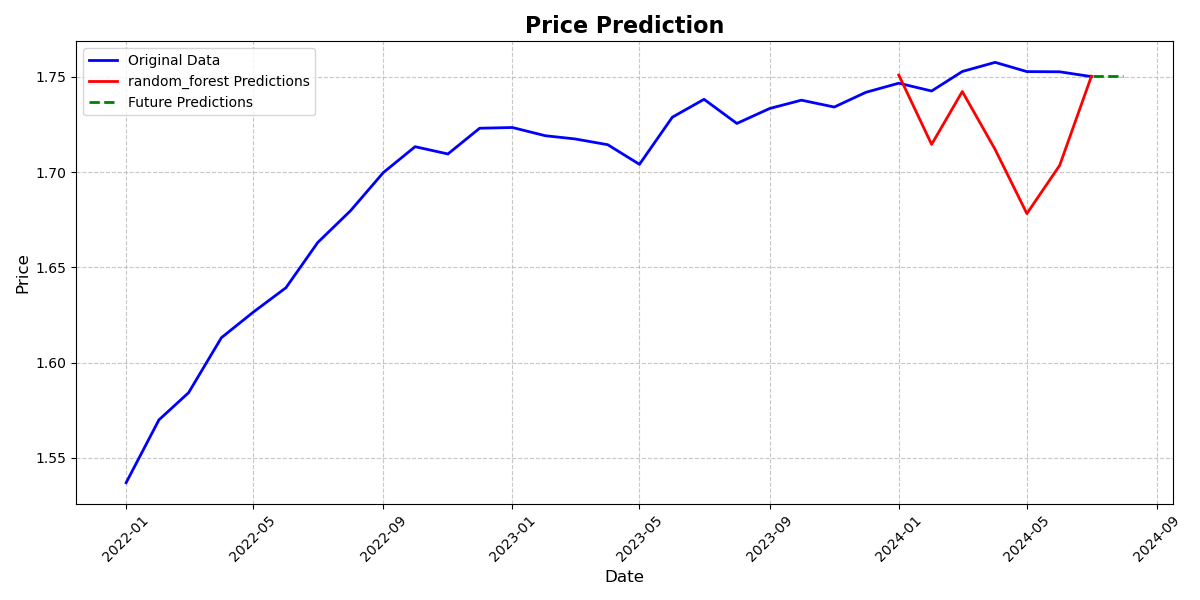 Price Prediction
Original Data
random_forest Predictions
Future Predictions
Price
1.75
1.70
1.65
1.60
1.55
2022-01
2022-05
2022-09
2023-01
2023-05
2023-09
2024-01
2024-05
2024-09
Date